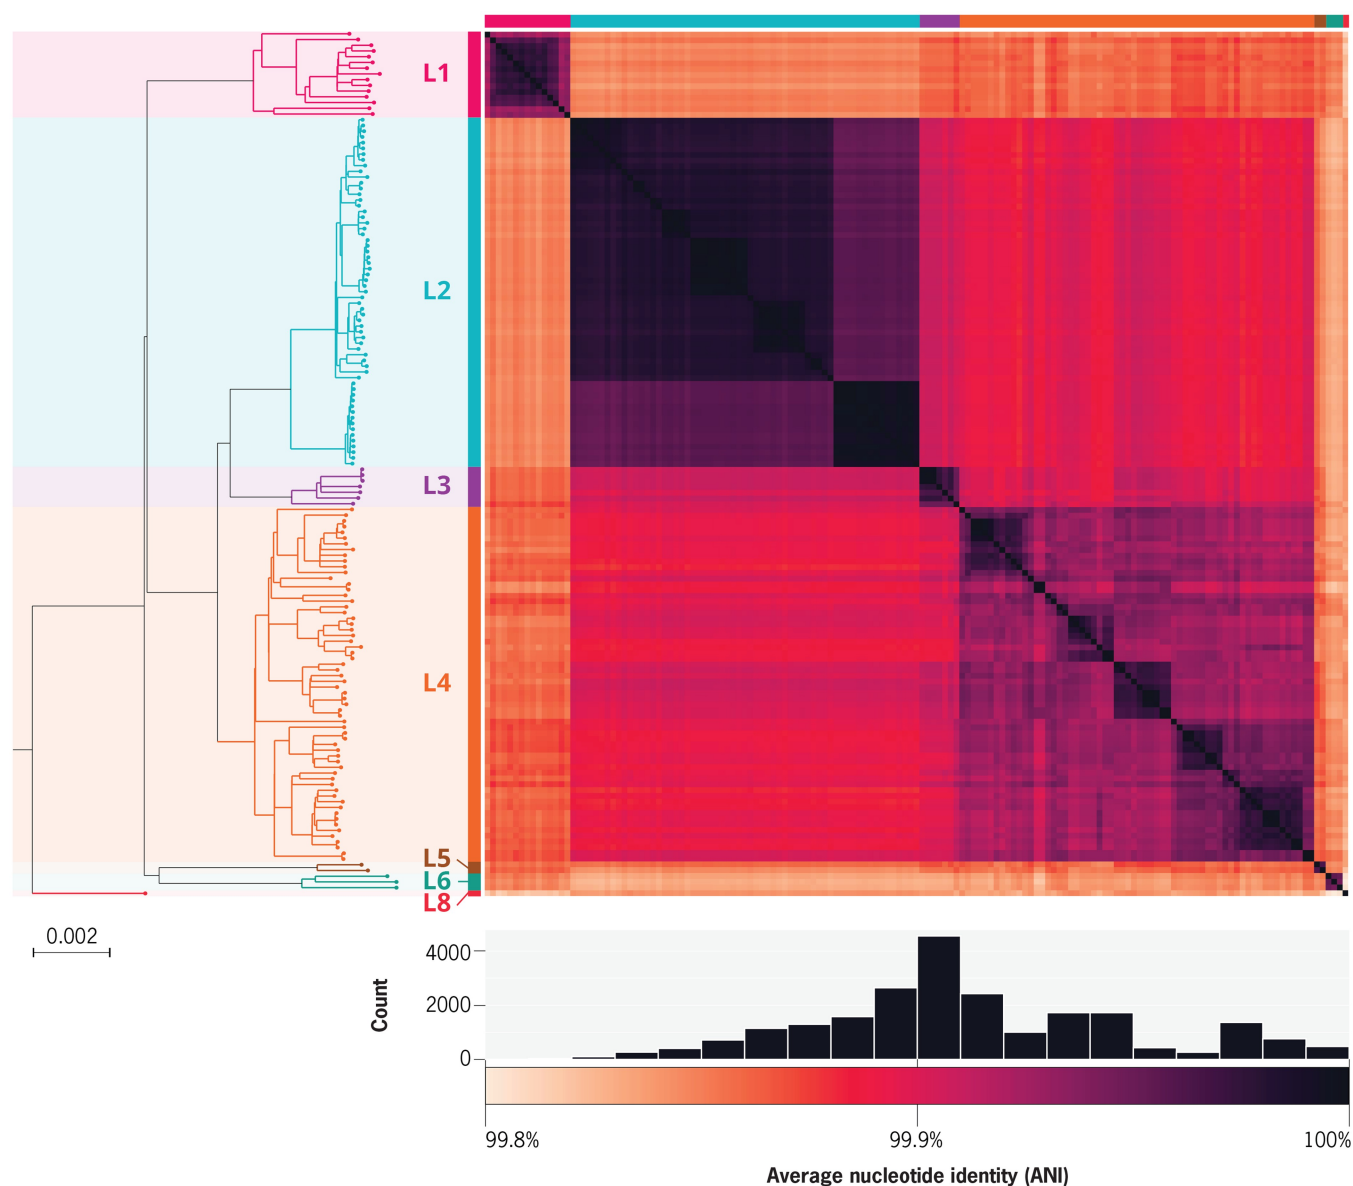 L1
L2
L3
L4
L5
L6
L8
0.002
Count
4000
2000
0
99.8%
99.9%
100%
Average nucleotide identity (ANI)